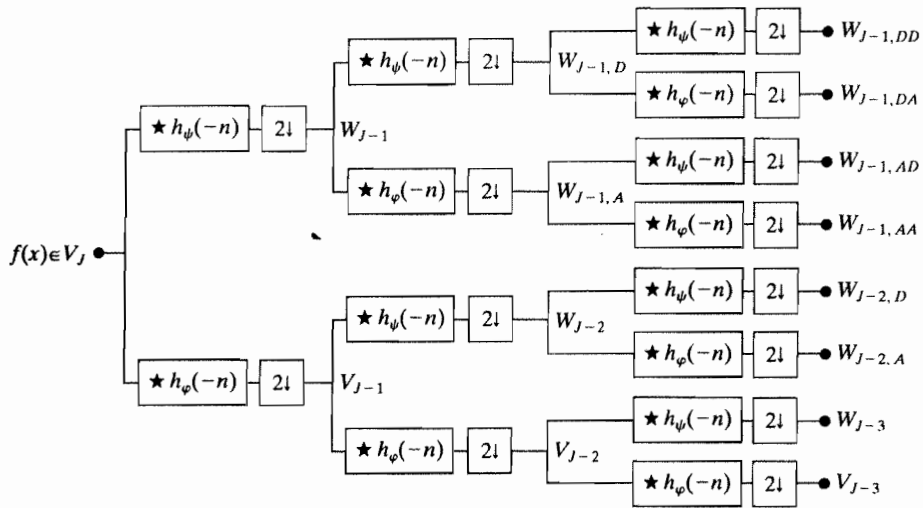 ★ h_ψ(−n) 2↓ W_{J−1,DD}
★ h_ψ(−n) 2↓ W_{J−1,D}
★ h_φ(−n) 2↓ W_{J−1,DA}
★ h_ψ(−n) 2↓ W_{J−1}
★ h_ψ(−n) 2↓ W_{J−1,AD}
★ h_φ(−n) 2↓ W_{J−1,A}
★ h_φ(−n) 2↓ W_{J−1,AA}
f(x)∈V_J
★ h_ψ(−n) 2↓ W_{J−2,D}
★ h_ψ(−n) 2↓ W_{J−2}
★ h_φ(−n) 2↓ W_{J−2,A}
★ h_φ(−n) 2↓ V_{J−1}
★ h_ψ(−n) 2↓ W_{J−3}
★ h_φ(−n) 2↓ V_{J−2}
★ h_φ(−n) 2↓ V_{J−3}